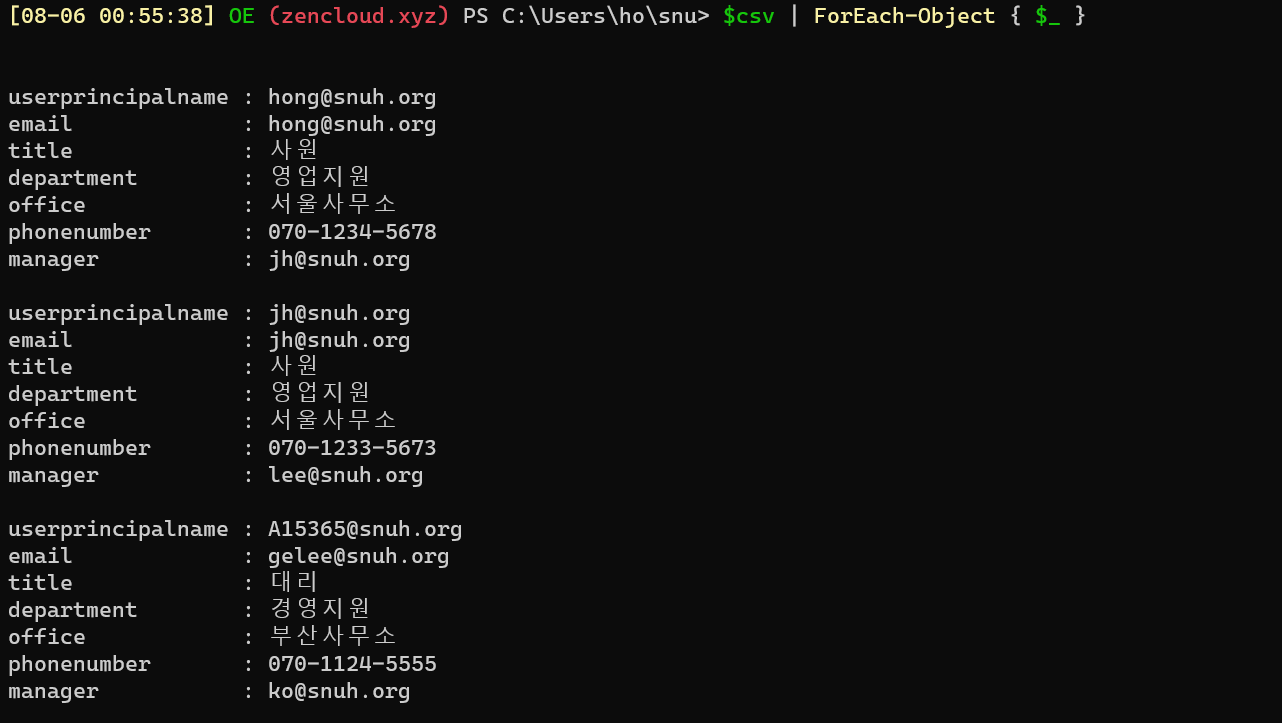 [08-06 00:55:38] OE (zencloud.xyz) PS C:\Users\ho\snu> $csv | ForEach-Object { $_ }
userprincipalname : hong@snuh.org
email : hong@snuh.org
title : 사원
department : 영업지원
office : 서울사무소
phonenumber : 070-1234-5678
manager : jh@snuh.org
userprincipalname : jh@snuh.org
email : jh@snuh.org
title : 사원
department : 영업지원
office : 서울사무소
phonenumber : 070-1233-5673
manager : lee@snuh.org
userprincipalname : A15365@snuh.org
email : gelee@snuh.org
title : 대리
department : 경영지원
office : 부산사무소
phonenumber : 070-1124-5555
manager : ko@snuh.org